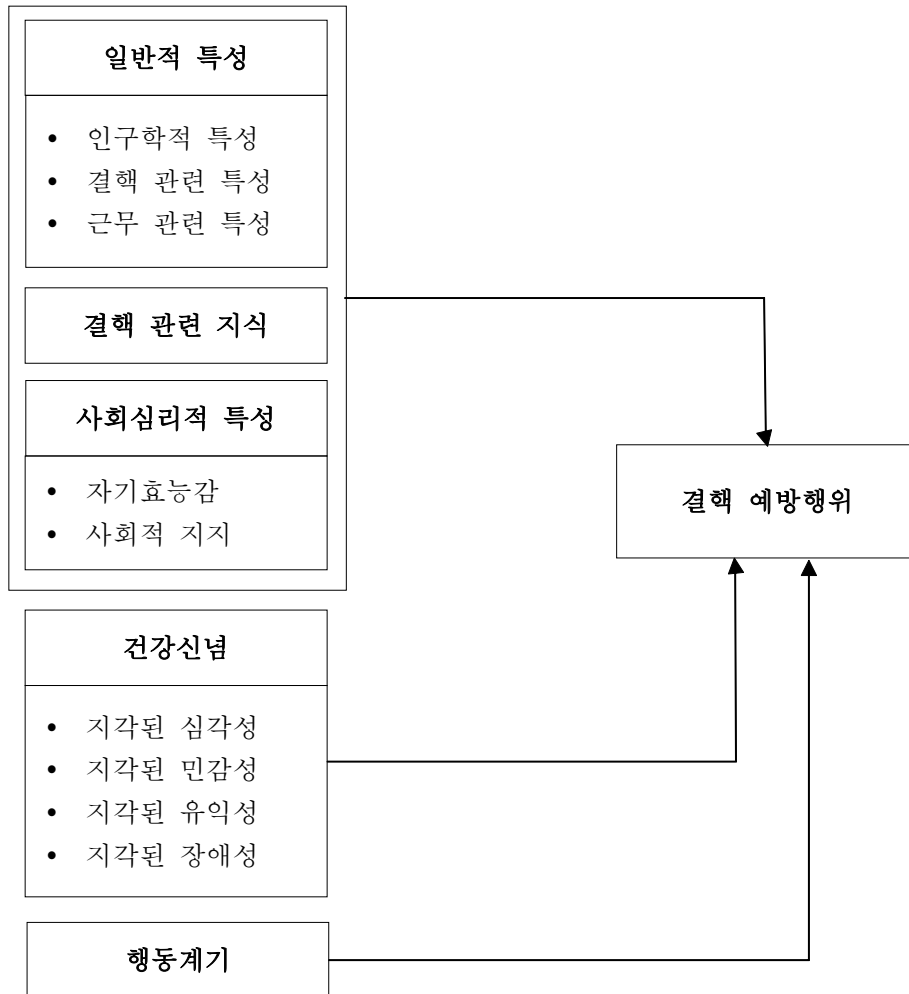 일반적 특성
• 인구학적 특성
• 결핵 관련 특성
• 근무 관련 특성
결핵 관련 지식
사회심리적 특성
• 자기효능감
• 사회적 지지
결핵 예방행위
건강신념
• 지각된 심각성
• 지각된 민감성
• 지각된 유익성
• 지각된 장애성
행동계기